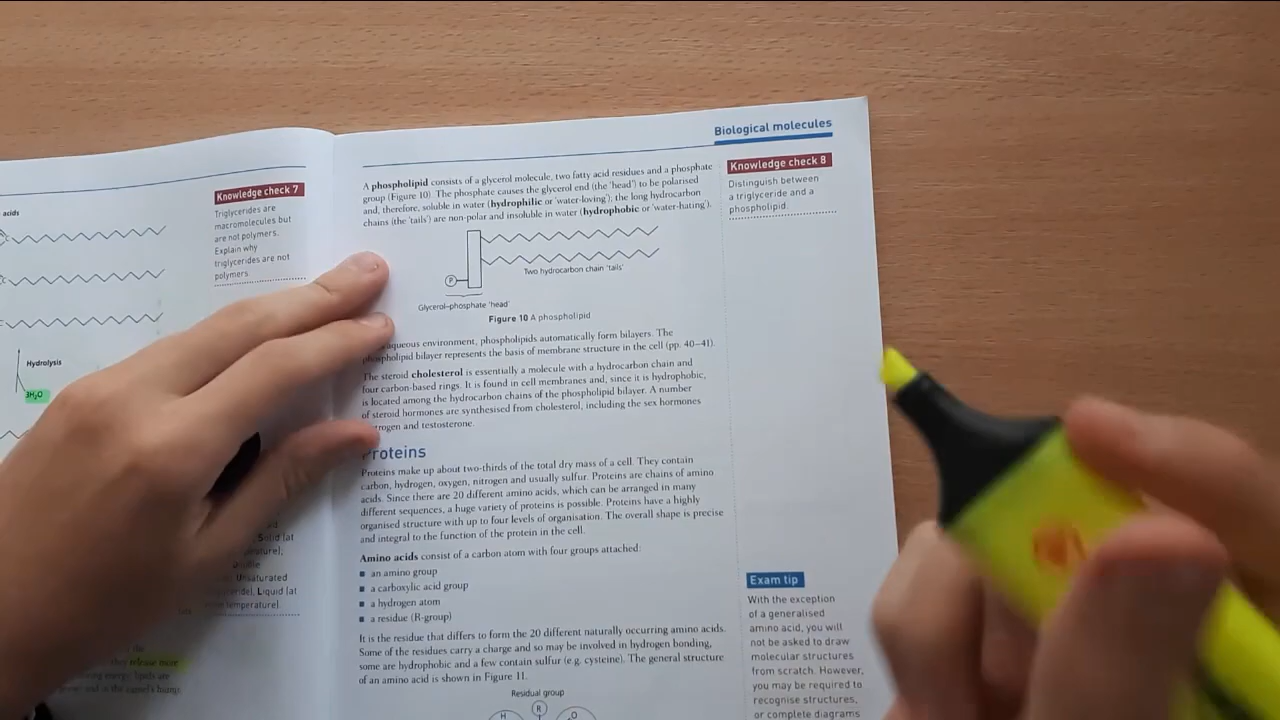 acids
Hydrolysis
3H₂O
Knowledge check 7
Triglycerides are
macromolecules but
are not polymers.
Explain why
triglycerides are not
polymers
Solid (at
Unsaturated
Liquid (at
temperature).
release more
lipids are
Biological molecules
A phospholipid consists of a glycerol molecule, two fatty acid residues and a phosphate
group (Figure 10). The phosphate causes the glycerol end (the 'head') to be polarised
and, therefore, soluble in water (hydrophilic or 'water-loving'); the long hydrocarbon
chains (the 'tails') are non-polar and insoluble in water (hydrophobic or 'water-hating').
P
Two hydrocarbon chain 'tails'
Glycerol–phosphate 'head'
Figure 10 A phospholipid
aqueous environment, phospholipids automatically form bilayers. The
phospholipid bilayer represents the basis of membrane structure in the cell (pp. 40–41).
The steroid cholesterol is essentially a molecule with a hydrocarbon chain and
four carbon-based rings. It is found in cell membranes and, since it is hydrophobic,
is located among the hydrocarbon chains of the phospholipid bilayer. A number
of steroid hormones are synthesised from cholesterol, including the sex hormones
and testosterone.
Proteins
Proteins make up about two-thirds of the total dry mass of a cell. They contain
carbon, hydrogen, oxygen, nitrogen and usually sulfur. Proteins are chains of amino
acids. Since there are 20 different amino acids, which can be arranged in many
different sequences, a huge variety of proteins is possible. Proteins have a highly
organised structure with up to four levels of organisation. The overall shape is precise
and integral to the function of the protein in the cell.
Amino acids consist of a carbon atom with four groups attached:
■ an amino group
■ a carboxylic acid group
■ a hydrogen atom
■ a residue (R-group)
It is the residue that differs to form the 20 different naturally occurring amino acids.
Some of the residues carry a charge and so may be involved in hydrogen bonding,
some are hydrophobic and a few contain sulfur (e.g. cysteine). The general structure
of an amino acid is shown in Figure 11.
Residual group
R
H
O
Knowledge check 8
Distinguish between
a triglyceride and a
phospholipid.
Exam tip
With the exception
of a generalised
amino acid, you will
not be asked to draw
molecular structures
from scratch. However,
you may be required to
recognise structures,
or complete diagrams